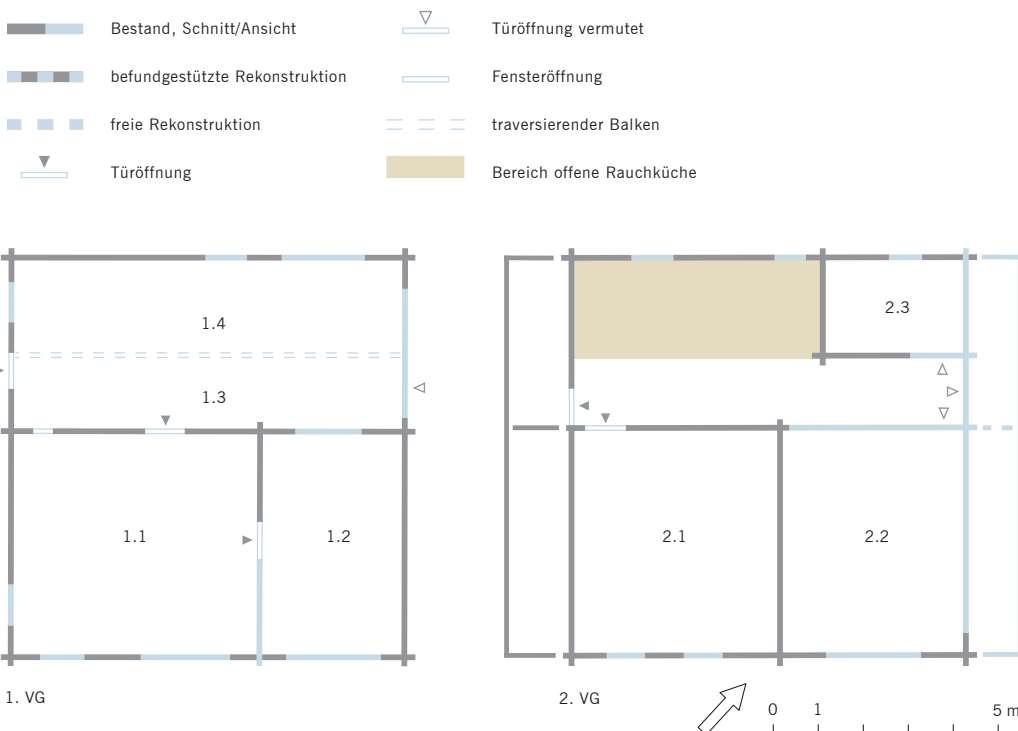 Bestand, Schnitt/Ansicht
befundgestützte Rekonstruktion
freie Rekonstruktion
Türöffnung
Türöffnung vermutet
Fensteröffnung
traversierender Balken
Bereich offene Rauchküche
1.4
1.3
1.1
1.2
1. VG
2.3
2.1
2.2
2. VG
0 1 5 m